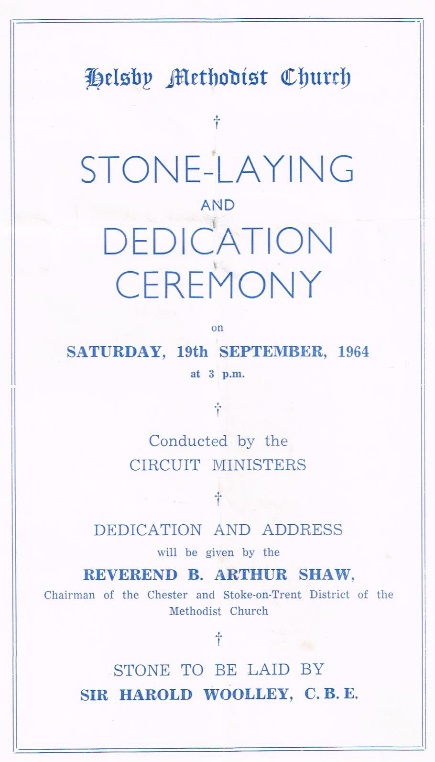 Helsby Methodist Church
†
STONE-LAYING
AND
DEDICATION
CEREMONY
on
SATURDAY, 19th SEPTEMBER, 1964
at 3 p.m.
†
Conducted by the
CIRCUIT MINISTERS
†
DEDICATION AND ADDRESS
will be given by the
REVEREND B. ARTHUR SHAW,
Chairman of the Chester and Stoke-on-Trent District of the
Methodist Church
†
STONE TO BE LAID BY
SIR HAROLD WOOLLEY, C.B.E.